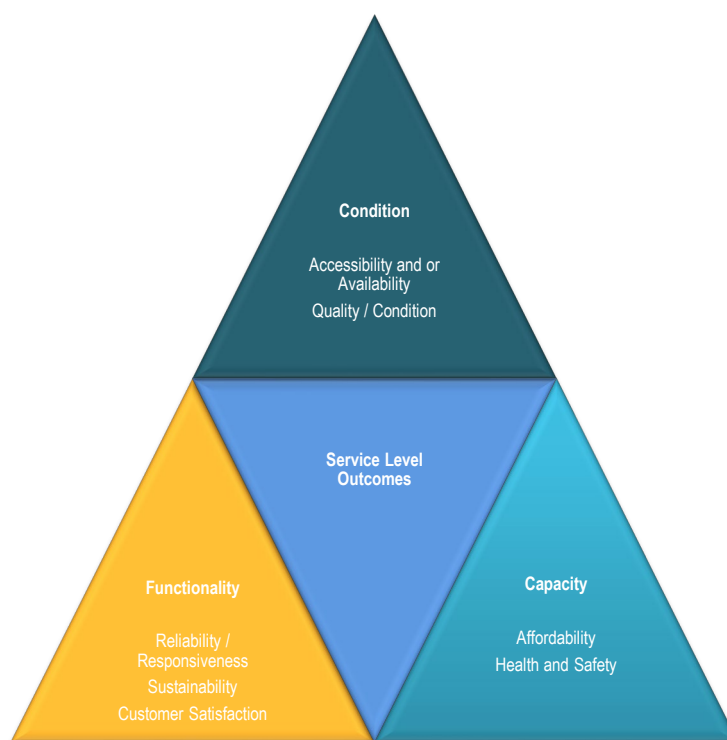 Condition
Accessibility and or
Availability
Quality / Condition
Service Level
Outcomes
Functionality
Reliability /
Responsiveness
Sustainability
Customer Satisfaction
Capacity
Affordability
Health and Safety